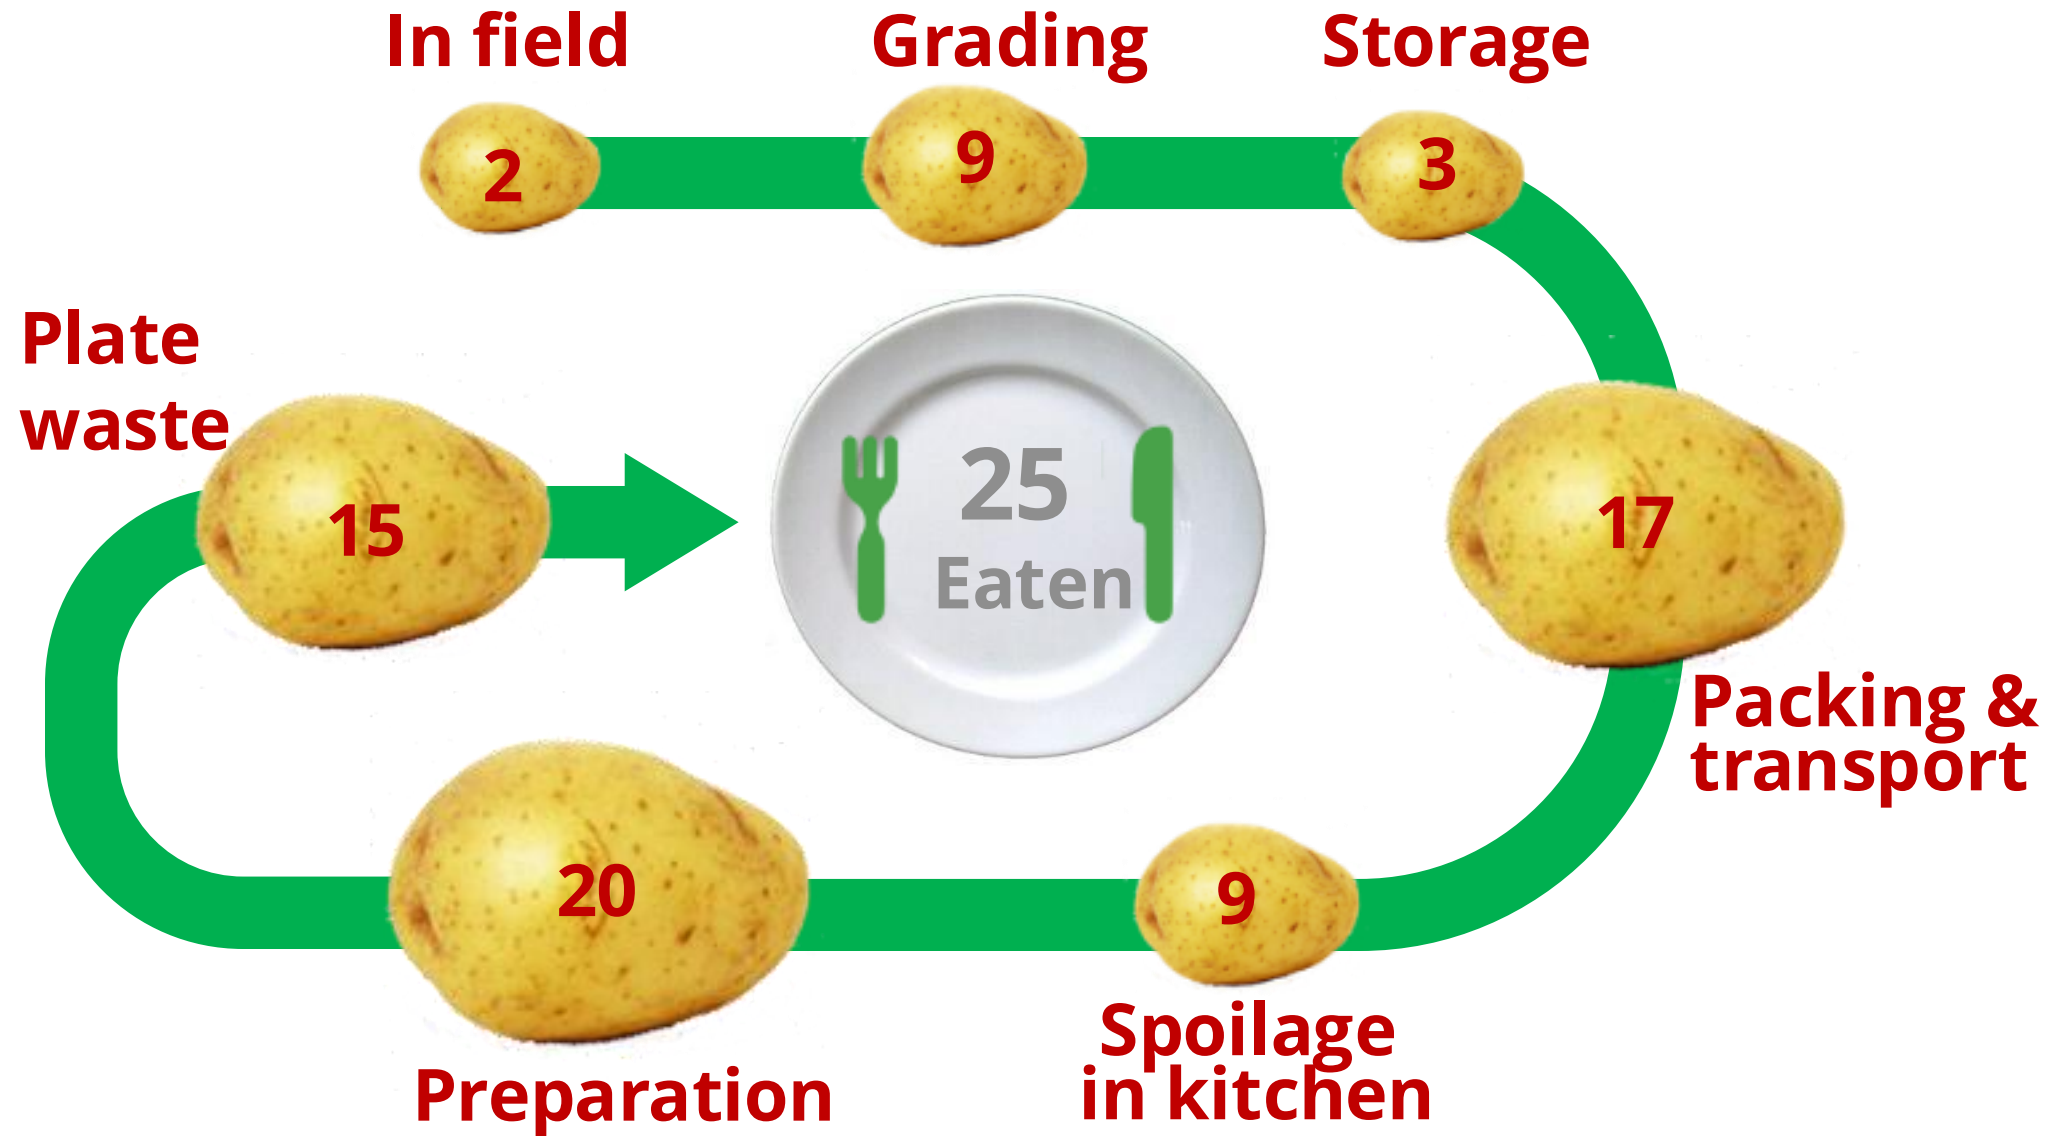 In field
Grading
Storage
2
9
3
Plate
waste
15
25
Eaten
17
Packing &
transport
20
9
Preparation
Spoilage
in kitchen